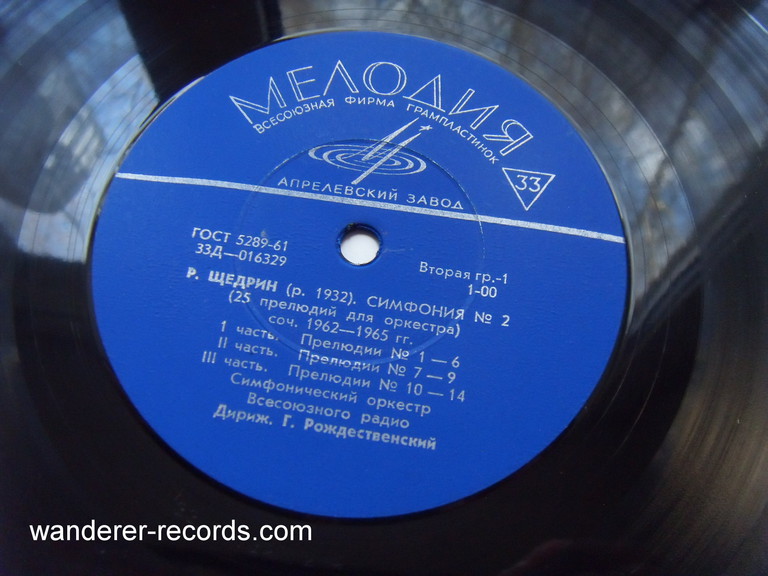 МЕЛОДИЯ
ВСЕСОЮЗНАЯ ФИРМА ГРАМПЛАСТИНОК
33
АПРЕЛЕВСКИЙ ЗАВОД
ГОСТ 5289-61
33Д—016329
Вторая гр.-1
1-00
Р. ЩЕДРИН (р. 1932). СИМФОНИЯ № 2
(25 прелюдий для оркестра)
соч. 1962—1965 гг.
I часть. Прелюдии № 1 — 6
II часть. Прелюдии № 7 — 9
III часть. Прелюдии № 10 — 14
Симфонический оркестр
Всесоюзного радио
Дириж. Г. Рождественский
wanderer-records.com